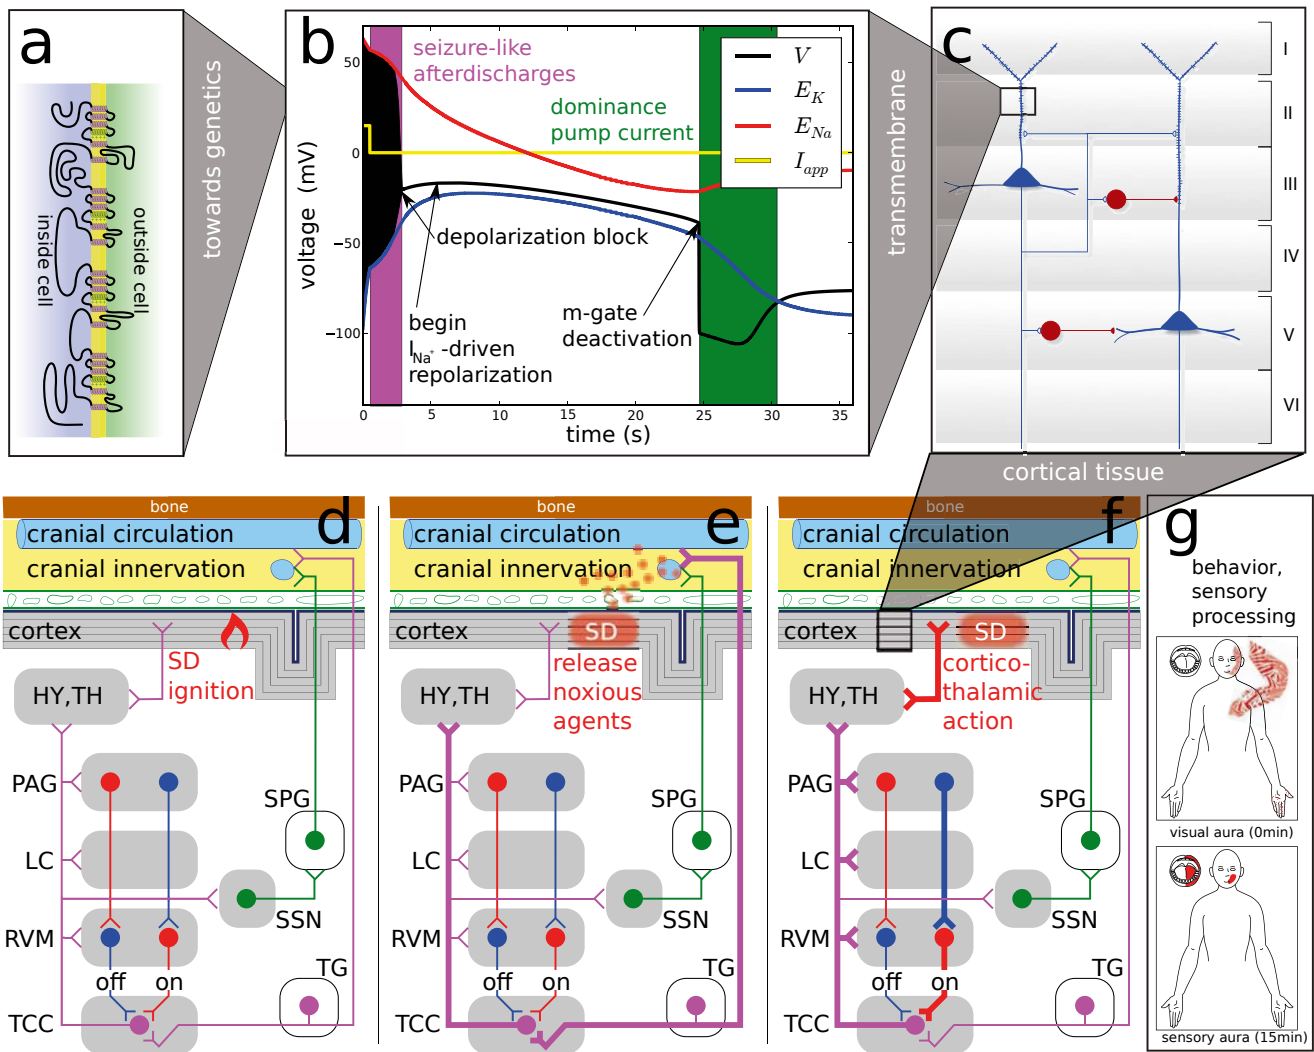 a
inside cell
outside cell
towards genetics
b
seizure-like
afterdischarges
dominance
pump current
V
E_K
E_Na
I_app
voltage (mV)
50
0
−50
−100
depolarization block
begin
I_Na+ -driven
repolarization
m-gate
deactivation
0
5
10
15
20
25
30
35
time (s)
transmembrane
c
I
II
III
IV
V
VI
cortical tissue
d
bone
cranial circulation
cranial innervation
cortex
SD
ignition
HY,TH
PAG
SPG
LC
SSN
RVM
TG
off
on
TCC
e
bone
cranial circulation
cranial innervation
cortex
SD
release
noxious
agents
HY,TH
PAG
SPG
LC
SSN
RVM
TG
off
on
TCC
f
bone
cranial circulation
cranial innervation
cortex
SD
cortico-
thalamic
action
HY,TH
PAG
SPG
LC
SSN
RVM
TG
off
on
TCC
g
behavior,
sensory
processing
visual aura (0min)
sensory aura (15min)